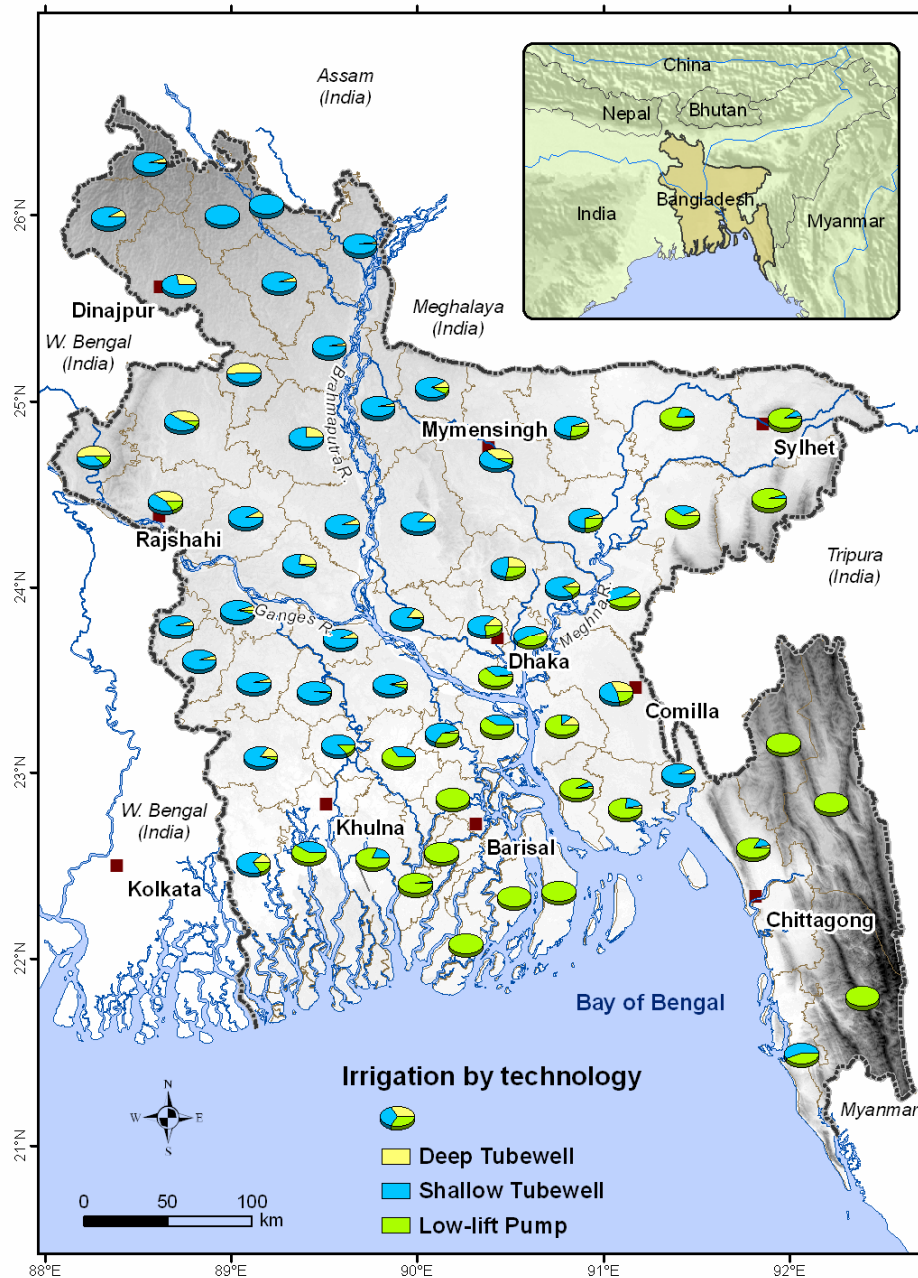 Assam
(India)
China
Nepal
Bhutan
Bangladesh
India
Myanmar
26°N
Dinajpur
Meghalaya
(India)
W. Bengal
(India)
25°N
Brahmaputra R.
Mymensingh
Sylhet
Rajshahi
Tripura
(India)
24°N
Ganges R.
Meghna R.
Dhaka
Comilla
23°N
W. Bengal
(India)
Khulna
Barisal
Kolkata
Chittagong
22°N
Bay of Bengal
Irrigation by technology
Myanmar
N
W
E
S
21°N
Deep Tubewell
Shallow Tubewell
Low-lift Pump
0 50 100
km
88°E 89°E 90°E 91°E 92°E